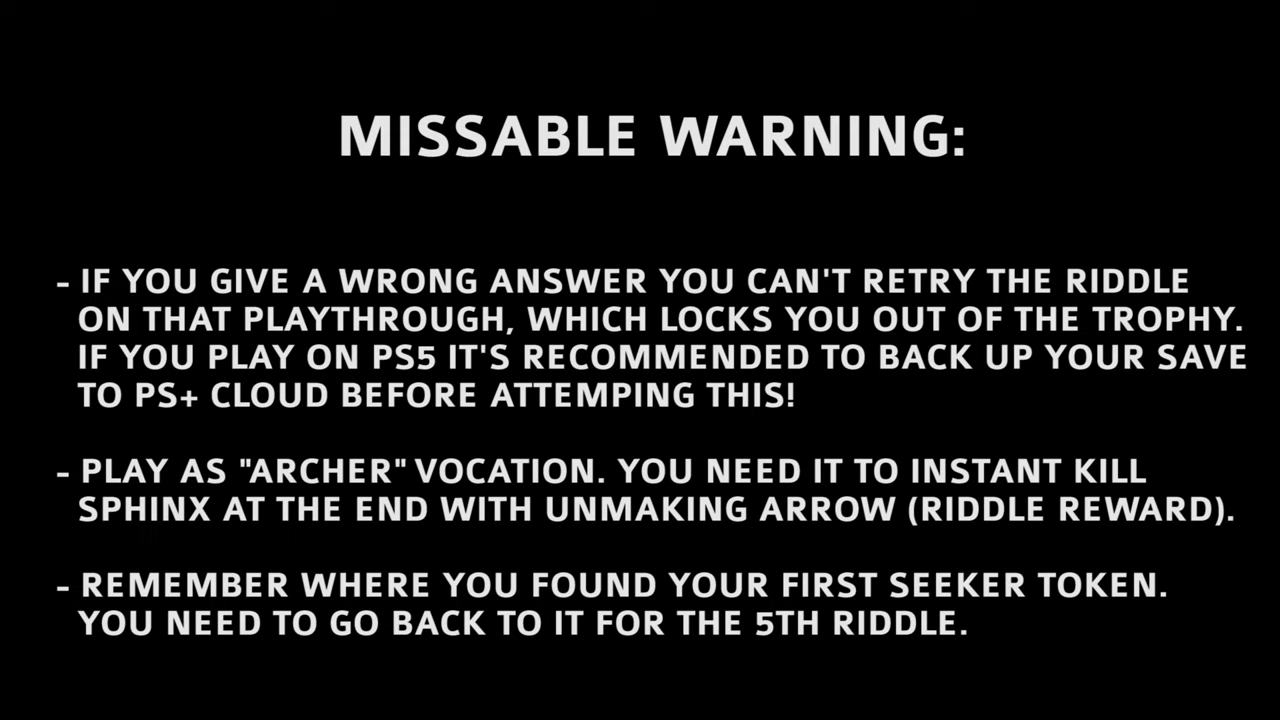 MISSABLE WARNING:
- IF YOU GIVE A WRONG ANSWER YOU CAN'T RETRY THE RIDDLE
ON THAT PLAYTHROUGH, WHICH LOCKS YOU OUT OF THE TROPHY.
IF YOU PLAY ON PS5 IT'S RECOMMENDED TO BACK UP YOUR SAVE
TO PS+ CLOUD BEFORE ATTEMPING THIS!
- PLAY AS "ARCHER" VOCATION. YOU NEED IT TO INSTANT KILL
SPHINX AT THE END WITH UNMAKING ARROW (RIDDLE REWARD).
- REMEMBER WHERE YOU FOUND YOUR FIRST SEEKER TOKEN.
YOU NEED TO GO BACK TO IT FOR THE 5TH RIDDLE.